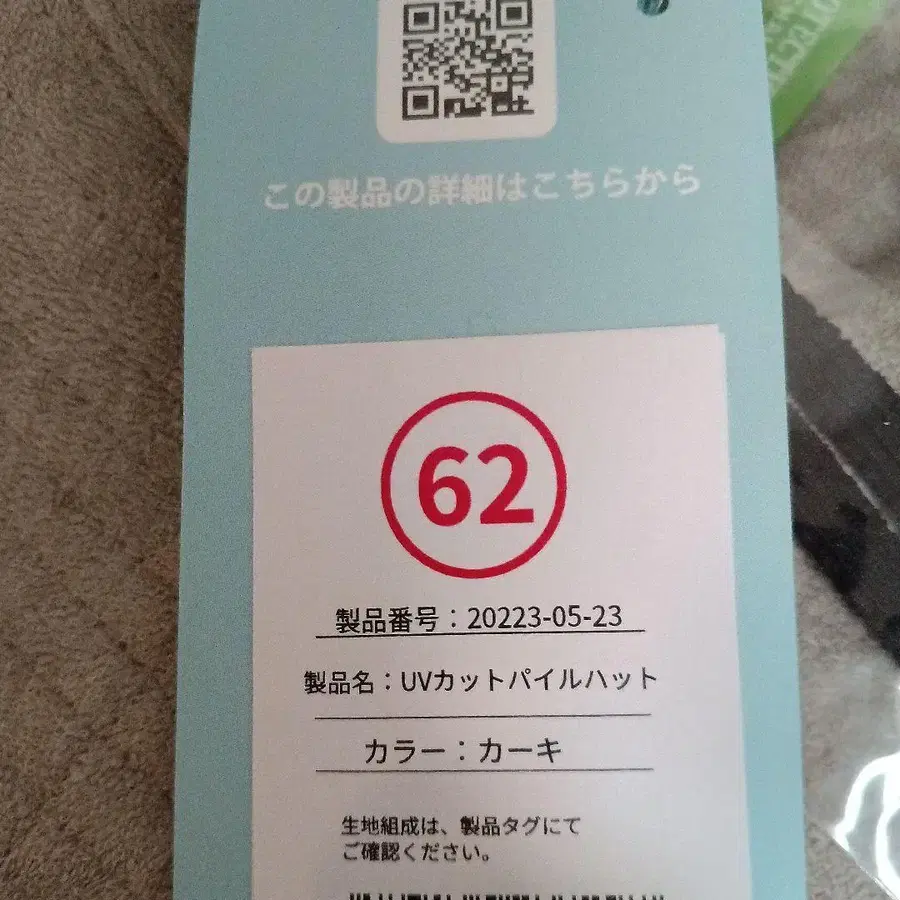 この製品の詳細はこちらから
62
製品番号：20223-05-23
製品名：UVカットパイルハット
カラー：カーキ
生地組成は、製品タグにて
ご確認ください。